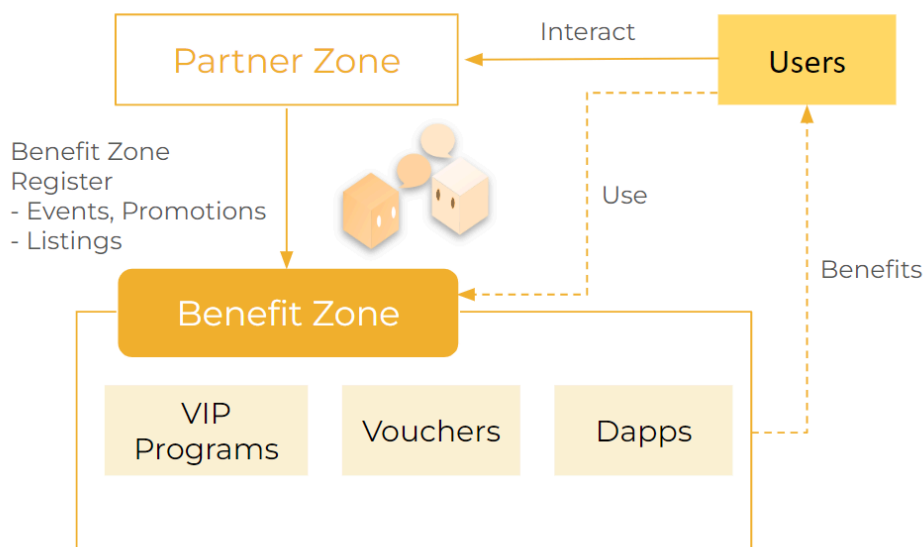 Interact
Partner Zone
Users
Benefit Zone
Register
- Events, Promotions
- Listings
Use
Benefits
Benefit Zone
VIP
Programs
Vouchers
Dapps